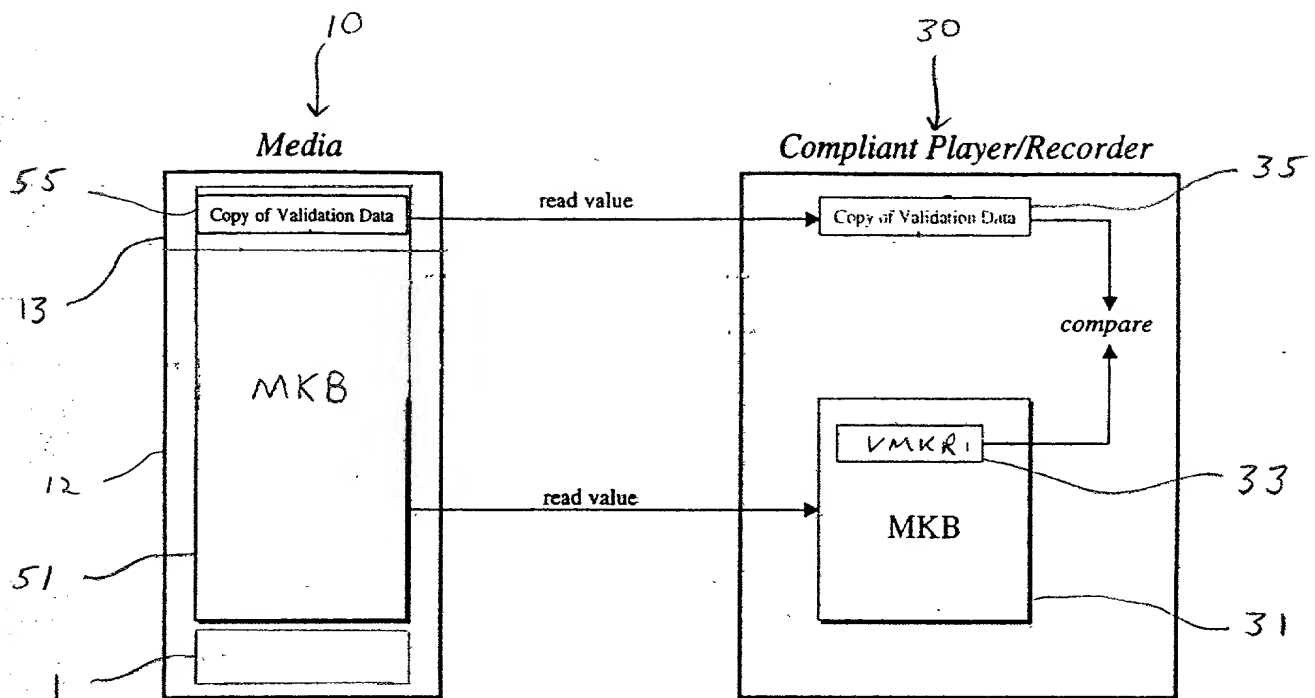 10
30
Media
Compliant Player/Recorder
55
35
Copy of Validation Data
read value
Copy of Validation Data
13
compare
MKB
VMKR1
12
33
read value
MKB
51
31
1